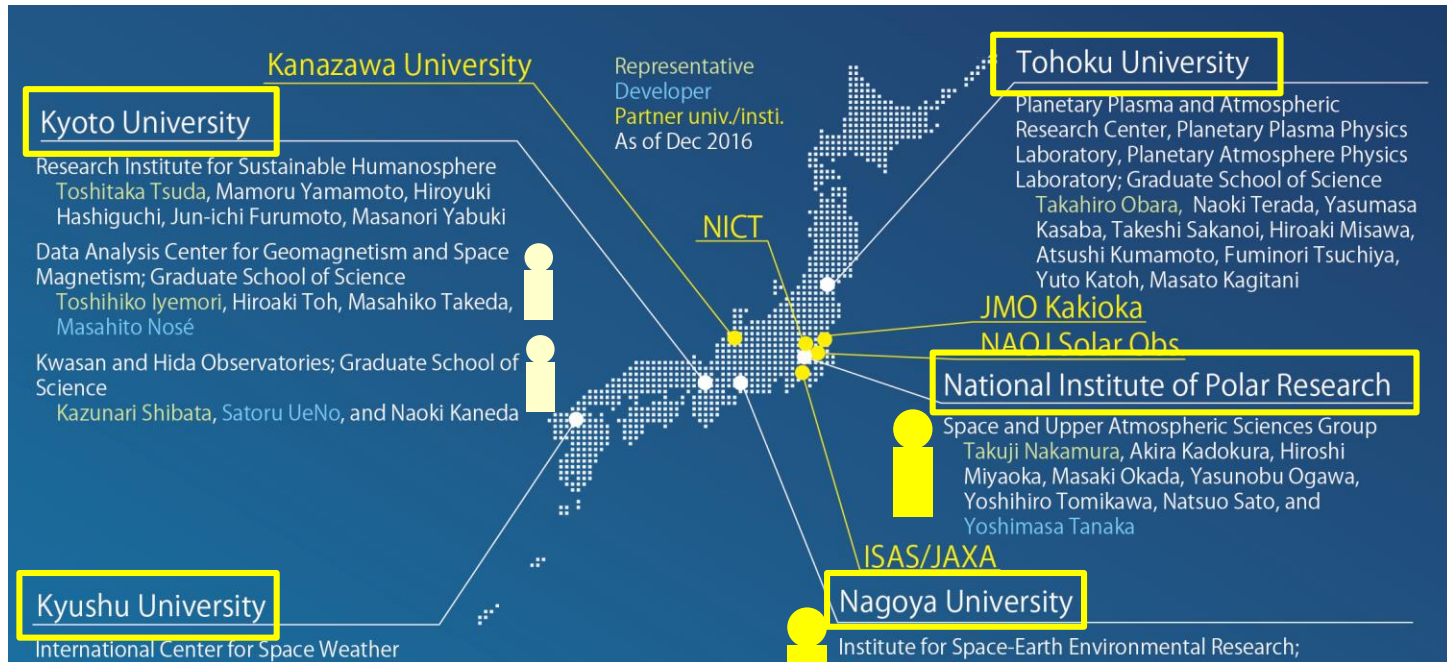 Kanazawa University
Representative
Developer
Partner univ./insti.
As of Dec 2016
Tohoku University
Planetary Plasma and Atmospheric
Research Center, Planetary Plasma Physics
Laboratory, Planetary Atmosphere Physics
Laboratory; Graduate School of Science
Takahiro Obara, Naoki Terada, Yasumasa
Kasaba, Takeshi Sakanoi, Hiroaki Misawa,
Atsushi Kumamoto, Fuminori Tsuchiya,
Yuto Katoh, Masato Kagitani
Kyoto University
Research Institute for Sustainable Humanosphere
Toshitaka Tsuda, Mamoru Yamamoto, Hiroyuki
Hashiguchi, Jun-ichi Furumoto, Masanori Yabuki
Data Analysis Center for Geomagnetism and Space
Magnetism; Graduate School of Science
Toshihiko Iyemori, Hiroaki Toh, Masahiko Takeda,
Masahito Nosé
Kwasan and Hida Observatories; Graduate School of
Science
Kazunari Shibata, Satoru UeNo, and Naoki Kaneda
NICT
JMO Kakioka
NAOJ Solar Obs
National Institute of Polar Research
Space and Upper Atmospheric Sciences Group
Takuji Nakamura, Akira Kadokura, Hiroshi
Miyaoka, Masaki Okada, Yasunobu Ogawa,
Yoshihiro Tomikawa, Natsuo Sato, and
Yoshimasa Tanaka
ISAS/JAXA
Kyushu University
International Center for Space Weather
Nagoya University
Institute for Space-Earth Environmental Research;